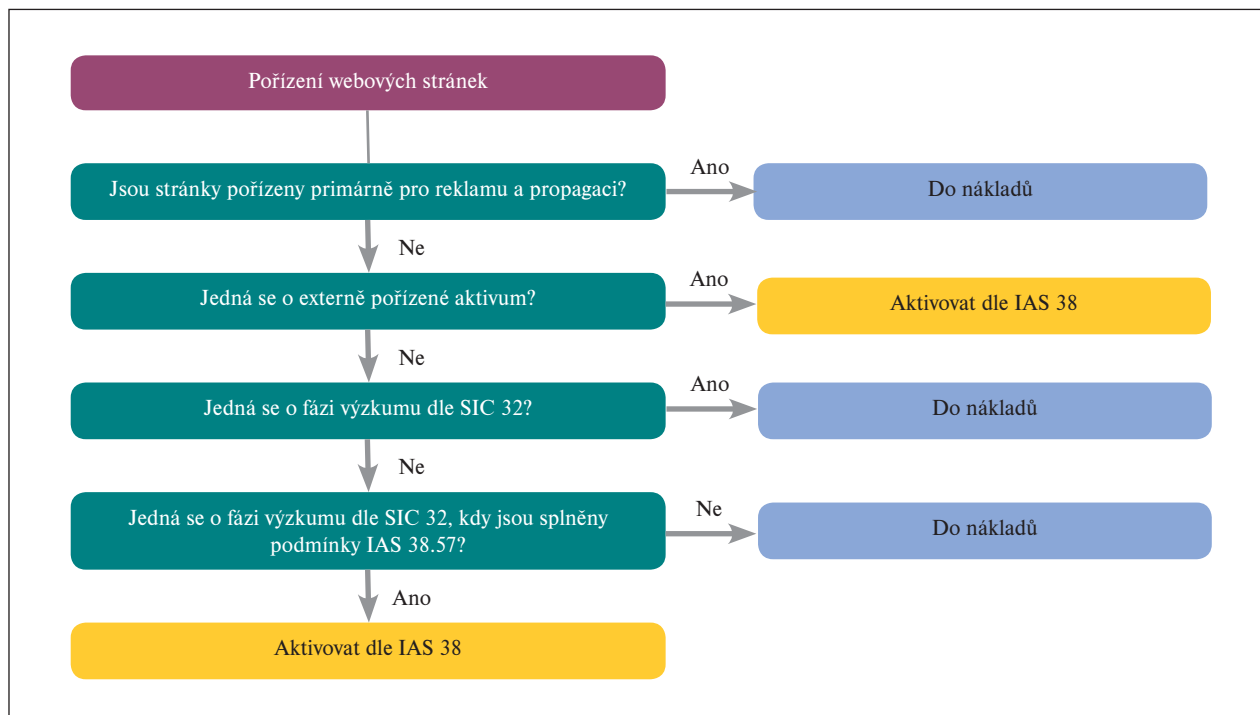 Pořízení webových stránek
Jsou stránky pořízeny primárně pro reklamu a propagaci?
Ano
Do nákladů
Ne
Jedná se o externě pořízené aktivum?
Ano
Aktivovat dle IAS 38
Ne
Jedná se o fázi výzkumu dle SIC 32?
Ano
Do nákladů
Ne
Jedná se o fázi výzkumu dle SIC 32, kdy jsou splněny
podmínky IAS 38.57?
Ne
Do nákladů
Ano
Aktivovat dle IAS 38